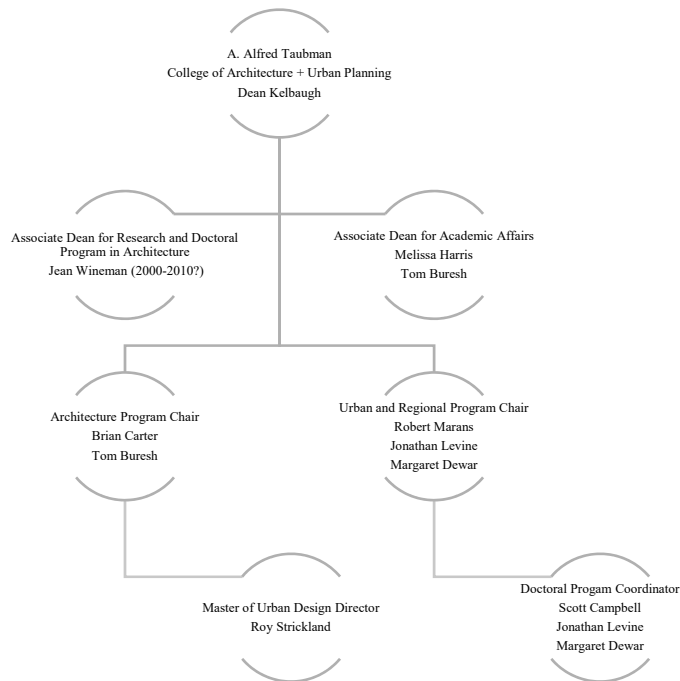 A. Alfred Taubman
College of Architecture + Urban Planning
Dean Kelbaugh
Associate Dean for Research and Doctoral
Program in Architecture
Jean Wineman (2000-2010?)
Associate Dean for Academic Affairs
Melissa Harris
Tom Buresh
Architecture Program Chair
Brian Carter
Tom Buresh
Urban and Regional Program Chair
Robert Marans
Jonathan Levine
Margaret Dewar
Master of Urban Design Director
Roy Strickland
Doctoral Progam Coordinator
Scott Campbell
Jonathan Levine
Margaret Dewar